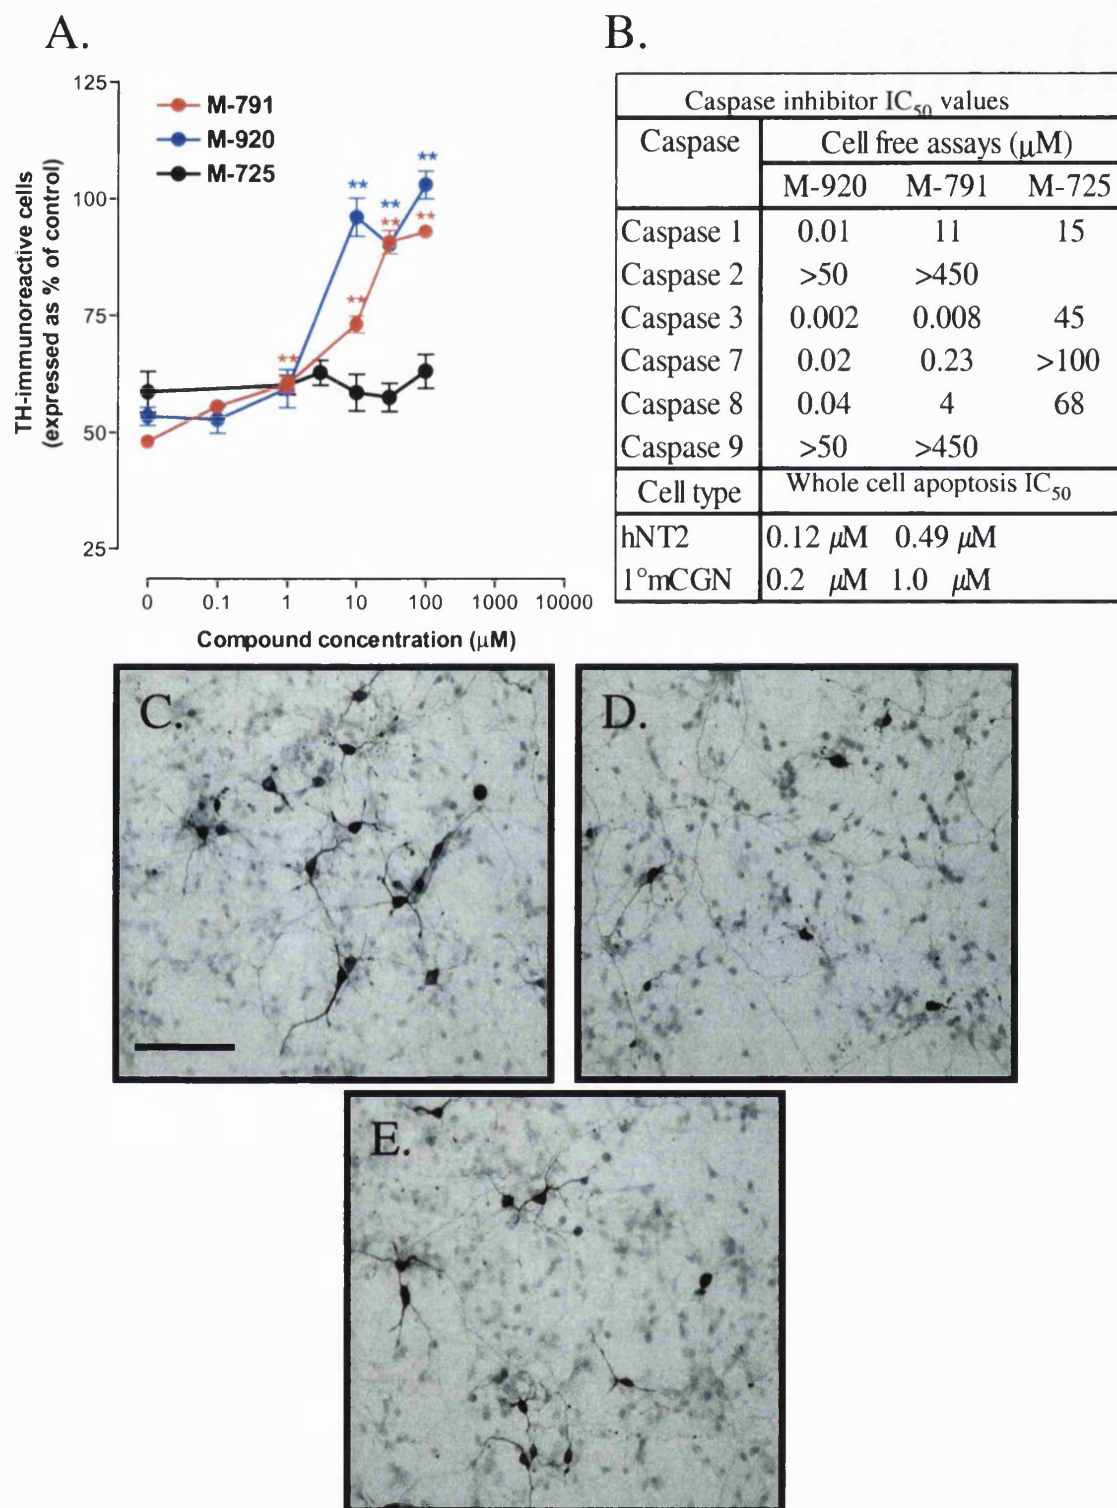 A.
125
100
75
50
25
TH-immunoreactive cells
(expressed as % of control)
M-791
M-920
M-725
**
**
**
**
**
**
**
0
0.1
1
10
100
1000
10000
Compound concentration (μM)
B.
Caspase inhibitor IC50 values
Caspase
Cell free assays (μM)
M-920 M-791 M-725
Caspase 1 0.01 11 15
Caspase 2 >50 >450
Caspase 3 0.002 0.008 45
Caspase 7 0.02 0.23 >100
Caspase 8 0.04 4 68
Caspase 9 >50 >450
Cell type Whole cell apoptosis IC50
hNT2 0.12 μM 0.49 μM
1°mCGN 0.2 μM 1.0 μM
C.
D.
E.